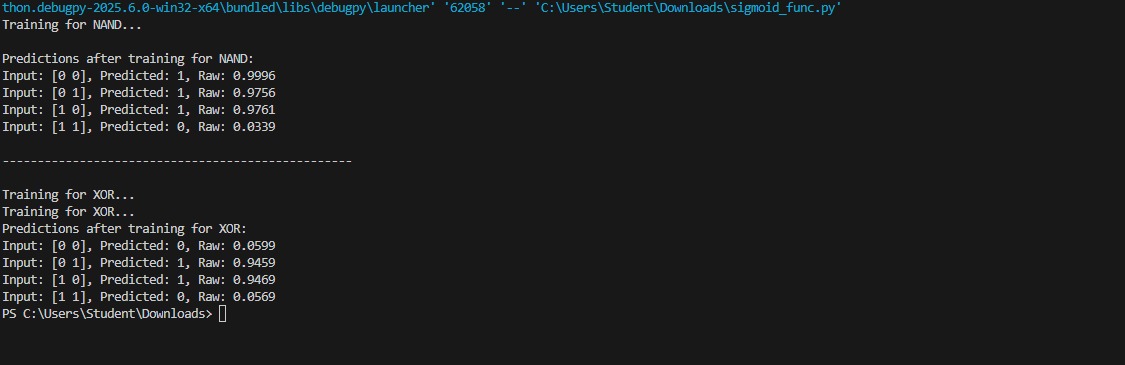 thon.debugpy-2025.6.0-win32-x64\bundled\libs\debugpy\launcher' '62058' '--' 'C:\Users\Student\Downloads\sigmoid_func.py'
Training for NAND...
Predictions after training for NAND:
Input: [0 0], Predicted: 1, Raw: 0.9996
Input: [0 1], Predicted: 1, Raw: 0.9756
Input: [1 0], Predicted: 1, Raw: 0.9761
Input: [1 1], Predicted: 0, Raw: 0.0339
--------------------------------------------------
Training for XOR...
Training for XOR...
Predictions after training for XOR:
Input: [0 0], Predicted: 0, Raw: 0.0599
Input: [0 1], Predicted: 1, Raw: 0.9459
Input: [1 0], Predicted: 1, Raw: 0.9469
Input: [1 1], Predicted: 0, Raw: 0.0569
PS C:\Users\Student\Downloads>